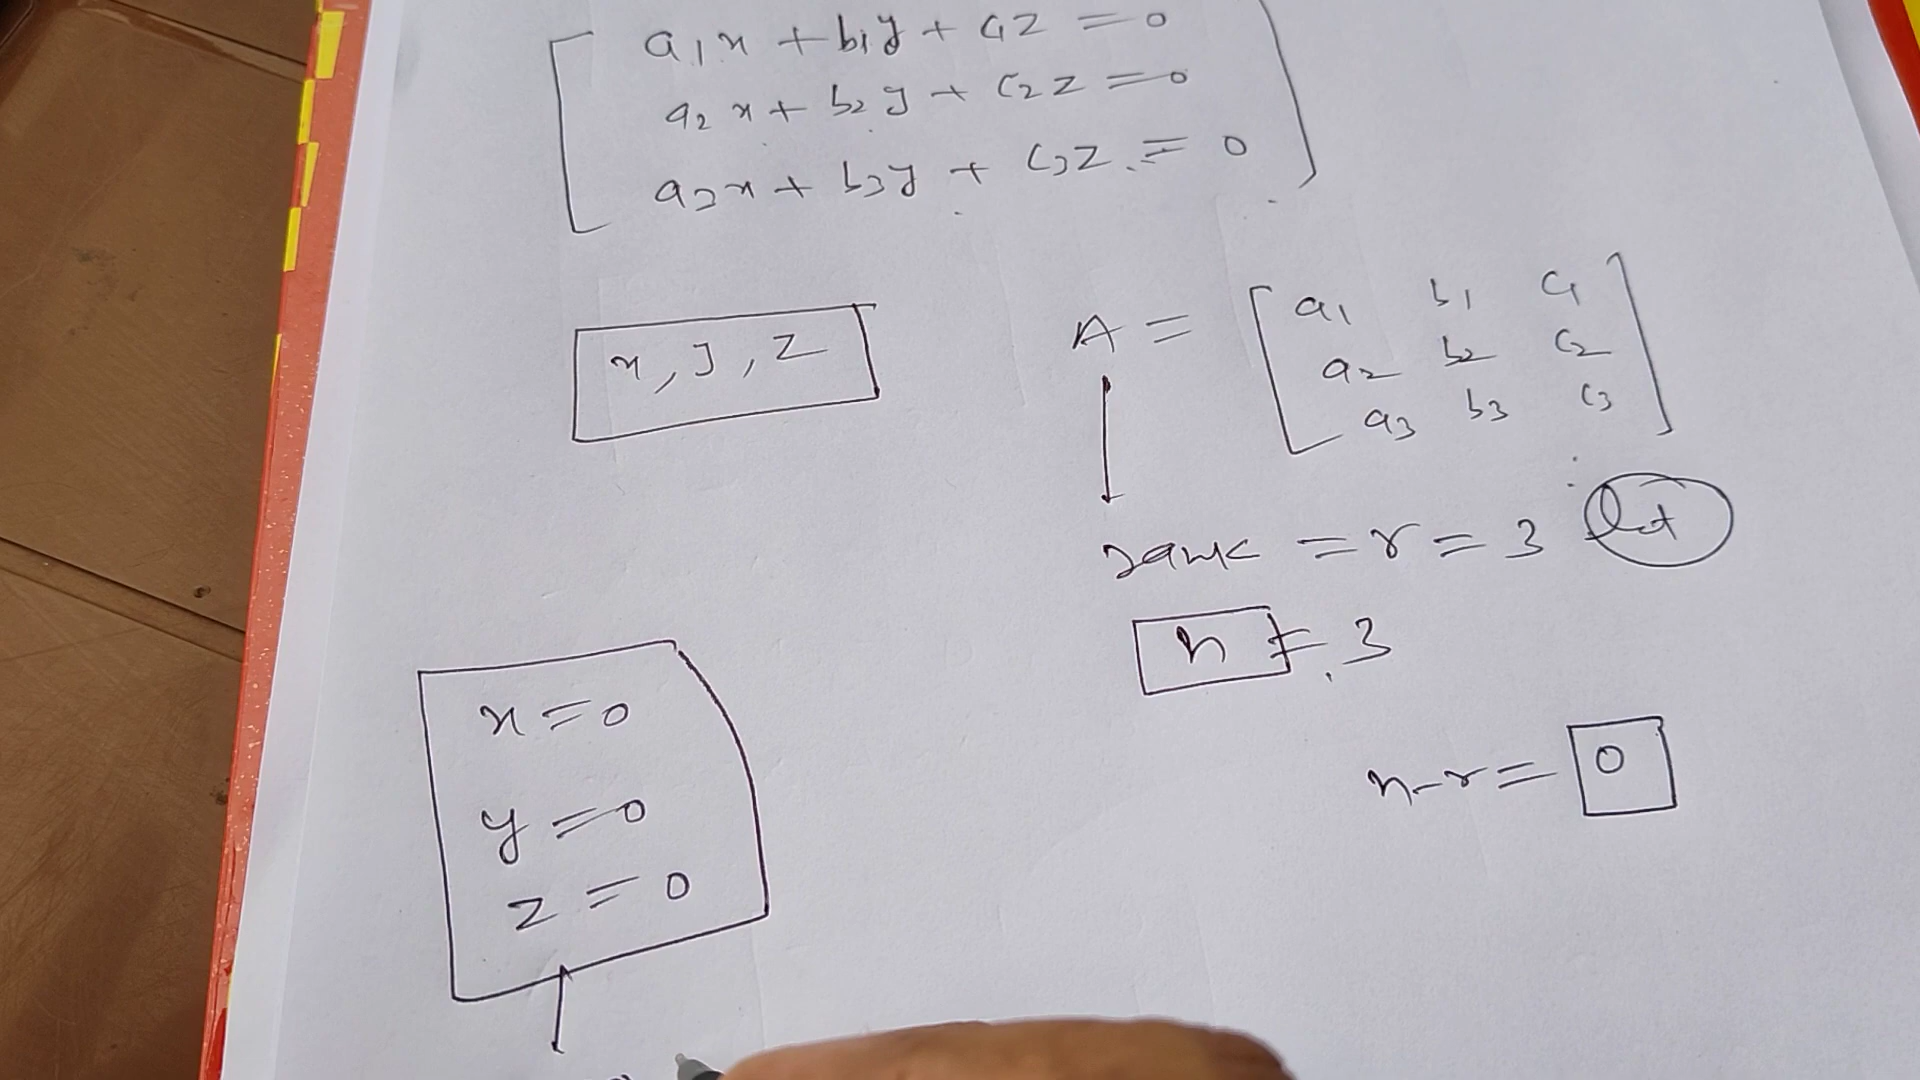 a₁x + b₁y + c₁z = 0
a₂x + b₂y + c₂z = 0
a₃x + b₃y + c₃z = 0
x, y, z
A = [ a₁ b₁ c₁
a₂ b₂ c₂
a₃ b₃ c₃ ]
rank = r = 3 let
n = 3
n-r = 0
x = 0
y = 0
z = 0